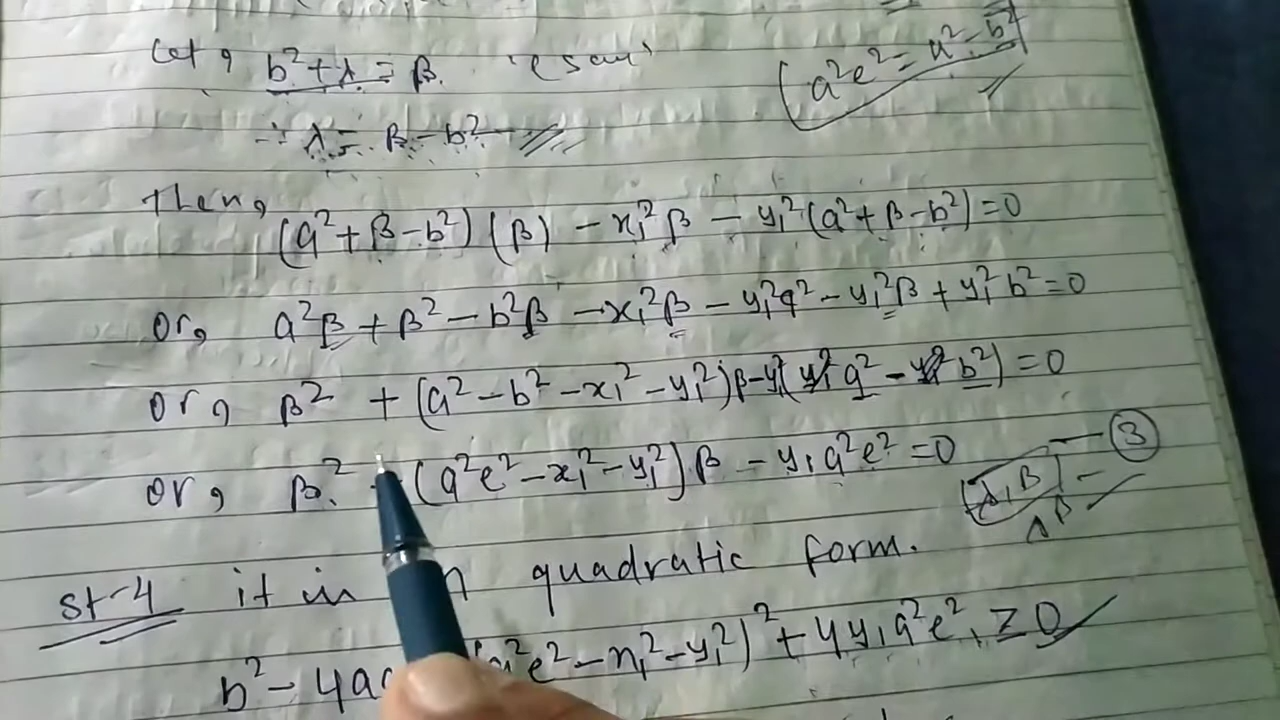 Let, b²+λ = β. (say)
(a²e² = a²-b²
∴ λ = β - b²
Then,
(a²+β-b²)(β) - x₁²β - y₁²(a²+β-b²)=0
Or, a²β + β² - b²β - x₁²β - y₁²a² - y₁²β + y₁²b² = 0
Or, β² + (a²-b²-x₁²-y₁²)β - y₁²(a² - b²) = 0
Or, β² (a²e²-x₁²-y₁²)β - y₁a²e² = 0 — ③
(λ, β)
λ β
St-4 it in quadratic form.
b² - 4ac e²-x₁²-y₁²)² + 4y₁a²e²